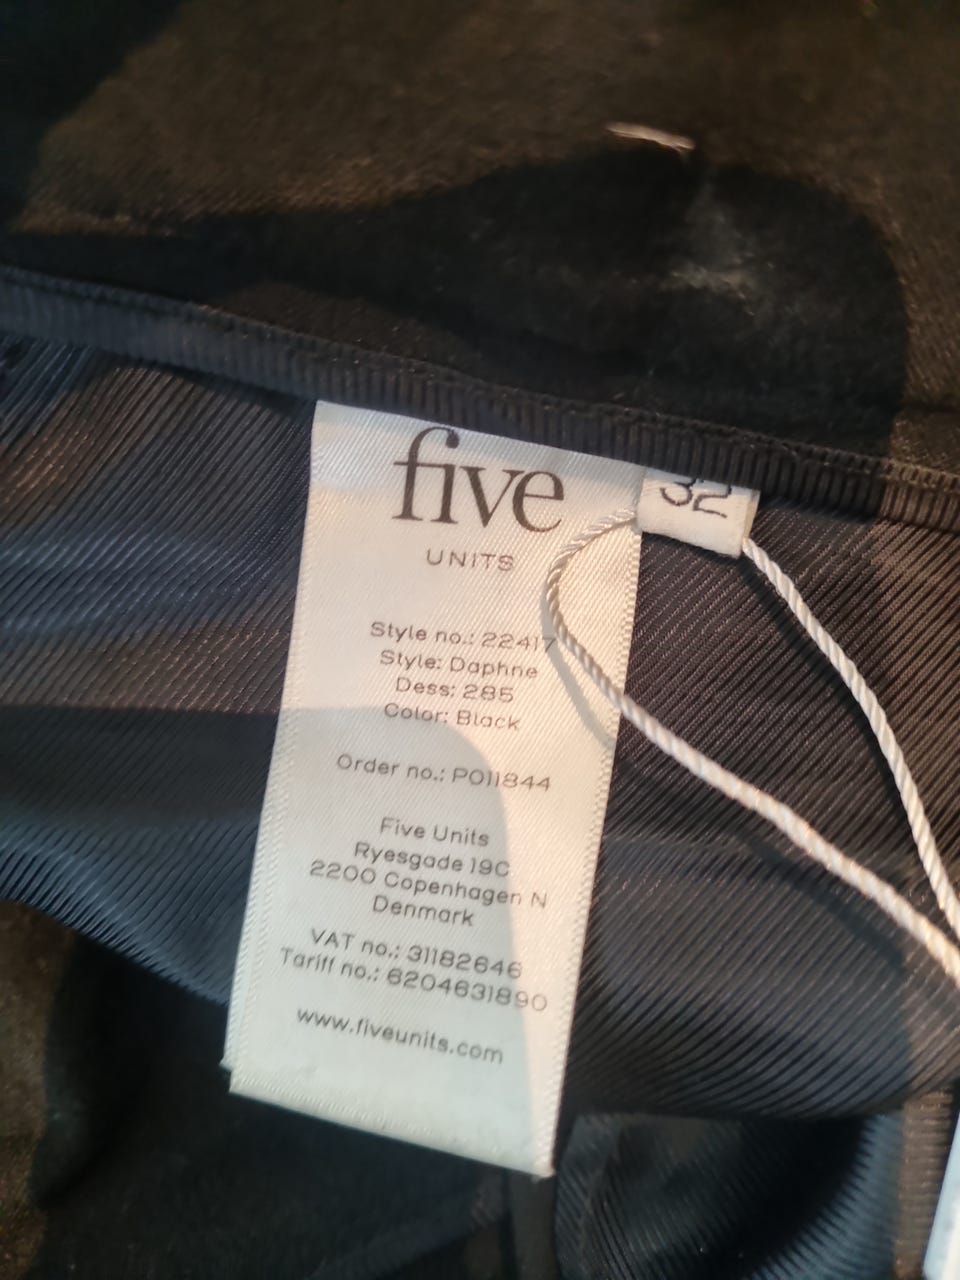 five
UNITS
32
Style no.: 22417
Style: Daphne
Dess: 285
Color: Black
Order no.: PO11844
Five Units
Ryesgade 19C
2200 Copenhagen N
Denmark
VAT no.: 31182646
Tariff no.: 6204631890
www.fiveunits.com